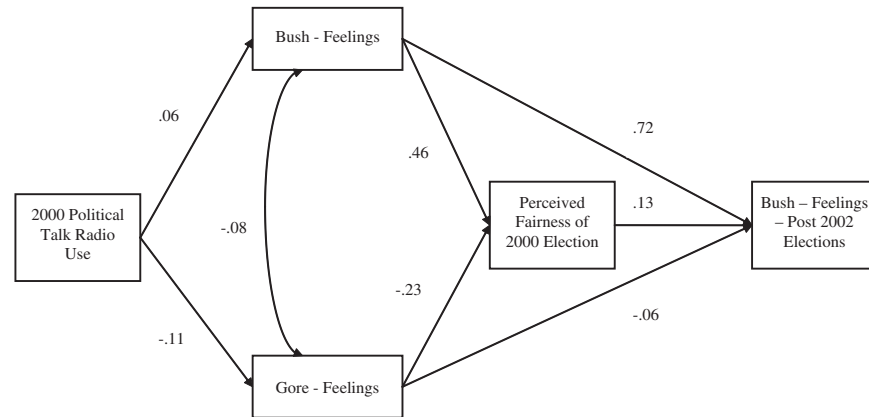 Bush - Feelings
.06
.72
.46
2000 Political
Talk Radio
Use
-.08
Perceived
Fairness of
2000 Election
.13
Bush – Feelings
– Post 2002
Elections
-.23
-.06
-.11
Gore - Feelings